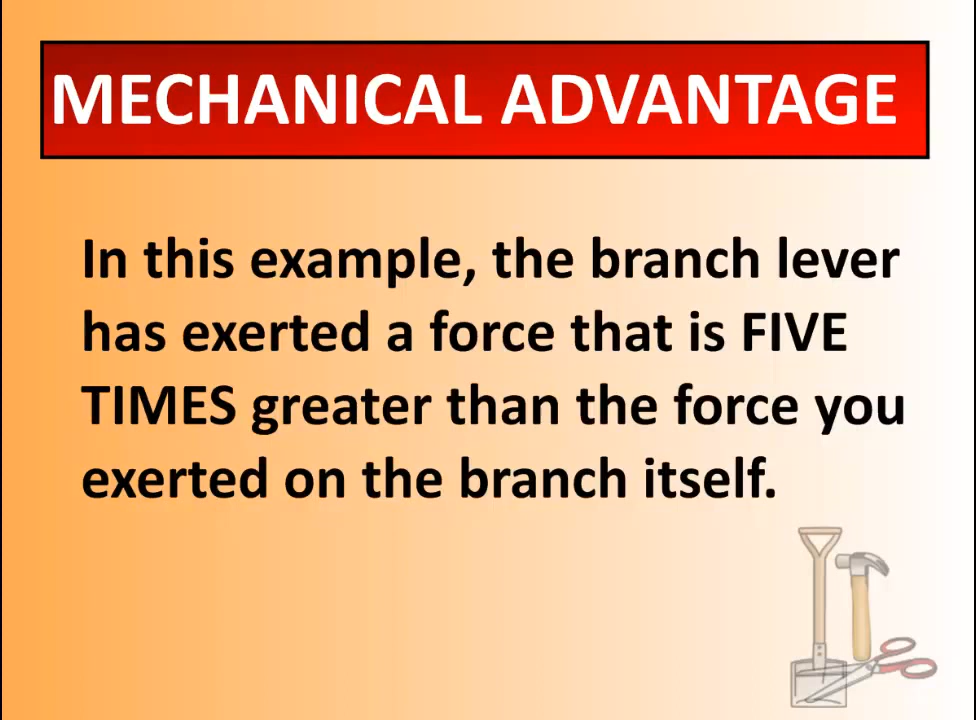 MECHANICAL ADVANTAGE
In this example, the branch lever
has exerted a force that is FIVE
TIMES greater than the force you
exerted on the branch itself.